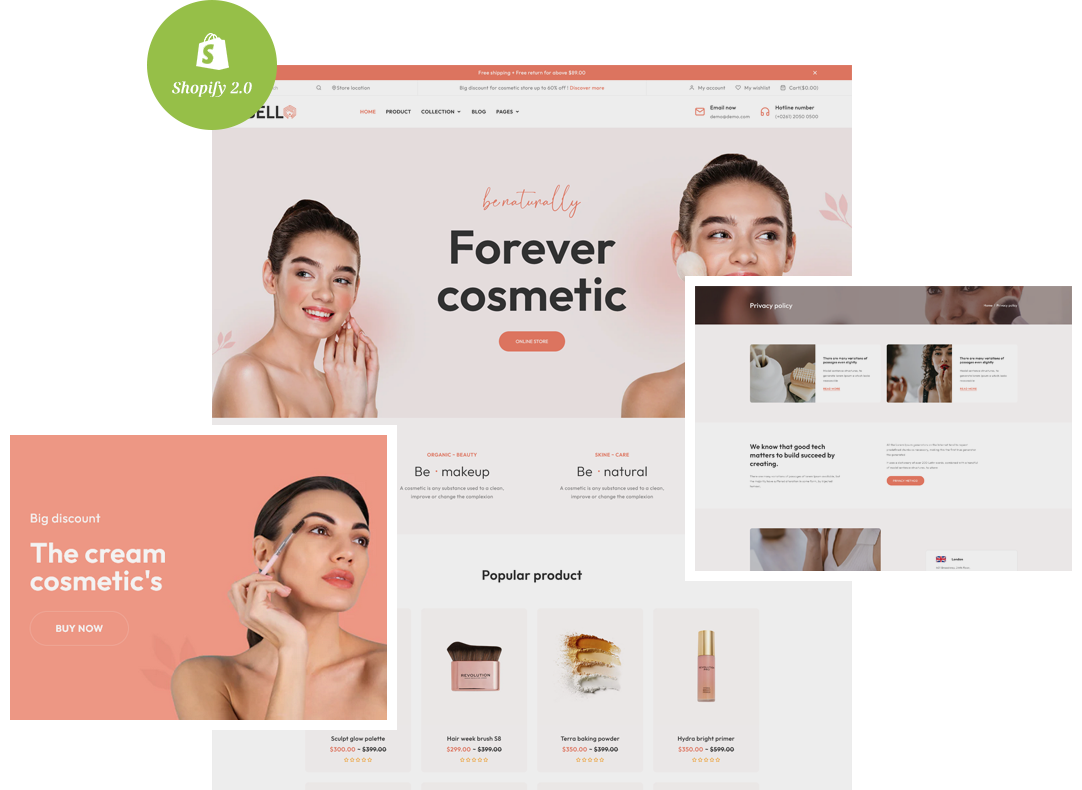 Shopify 2.0
Free shipping + Free return for above $89.00
Store location
Big discount for cosmetic store up to 60% off ! Discover more
My account
My wishlist
Cart($0.00)
HOME
PRODUCT
COLLECTION
BLOG
PAGES
Email now
demo@demo.com
Hotline number
(+0261) 2050 0500
be naturally
Forever
cosmetic
ONLINE STORE
Privacy policy
Home
Privacy policy
There are many variations of
passages even slightly
READ MORE
There are many variations of
passages even slightly
READ MORE
We know that good tech
matters to build succeed by
creating.
London
ORGANIC - BEAUTY
Be · makeup
A cosmetic is any substance used to a clean,
improve or change the complexion
SKINE - CARE
Be · natural
A cosmetic is any substance used to a clean,
improve or change the complexion
Big discount
The cream
cosmetic's
BUY NOW
Popular product
REVOLUTION
Sculpt glow palette
$300.00 - $399.00
Hair week brush 58
$299.00 - $399.00
Terra baking powder
$350.00 - $399.00
Hydra bright primer
$350.00 - $599.00